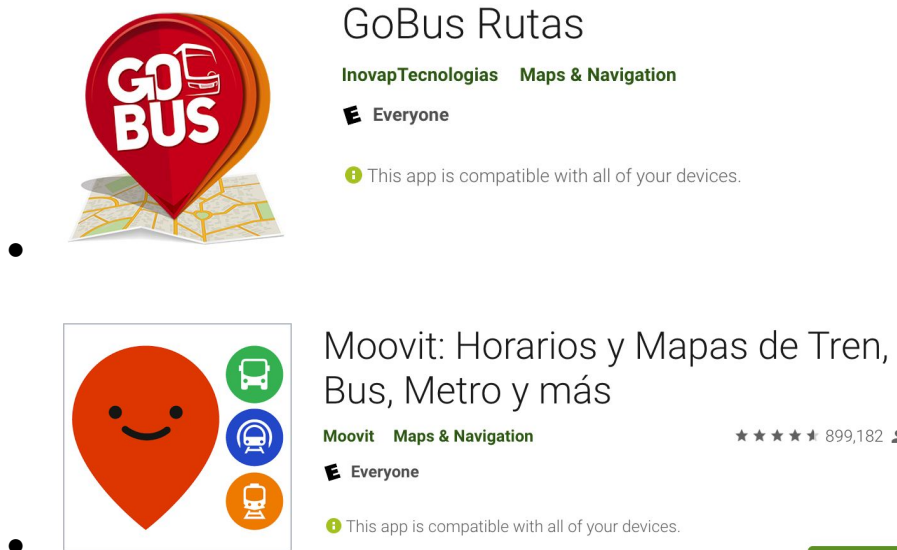 GoBus Rutas
GO
BUS
InovapTecnologias Maps & Navigation
E Everyone
This app is compatible with all of your devices.
Moovit: Horarios y Mapas de Tren,
Bus, Metro y más
Moovit Maps & Navigation 899,182
E Everyone
This app is compatible with all of your devices.